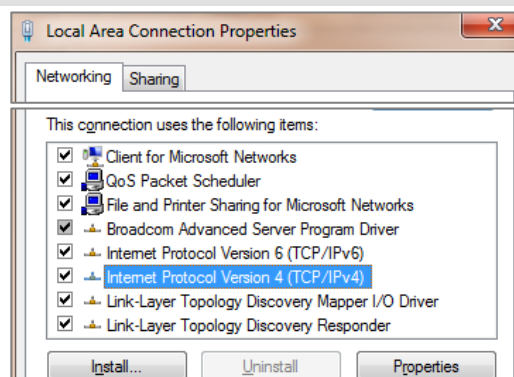 Local Area Connection Properties
Networking
Sharing
This connection uses the following items:
Client for Microsoft Networks
QoS Packet Scheduler
File and Printer Sharing for Microsoft Networks
Broadcom Advanced Server Program Driver
Internet Protocol Version 6 (TCP/IPv6)
Internet Protocol Version 4 (TCP/IPv4)
Link-Layer Topology Discovery Mapper I/O Driver
Link-Layer Topology Discovery Responder
Install... Uninstall Properties